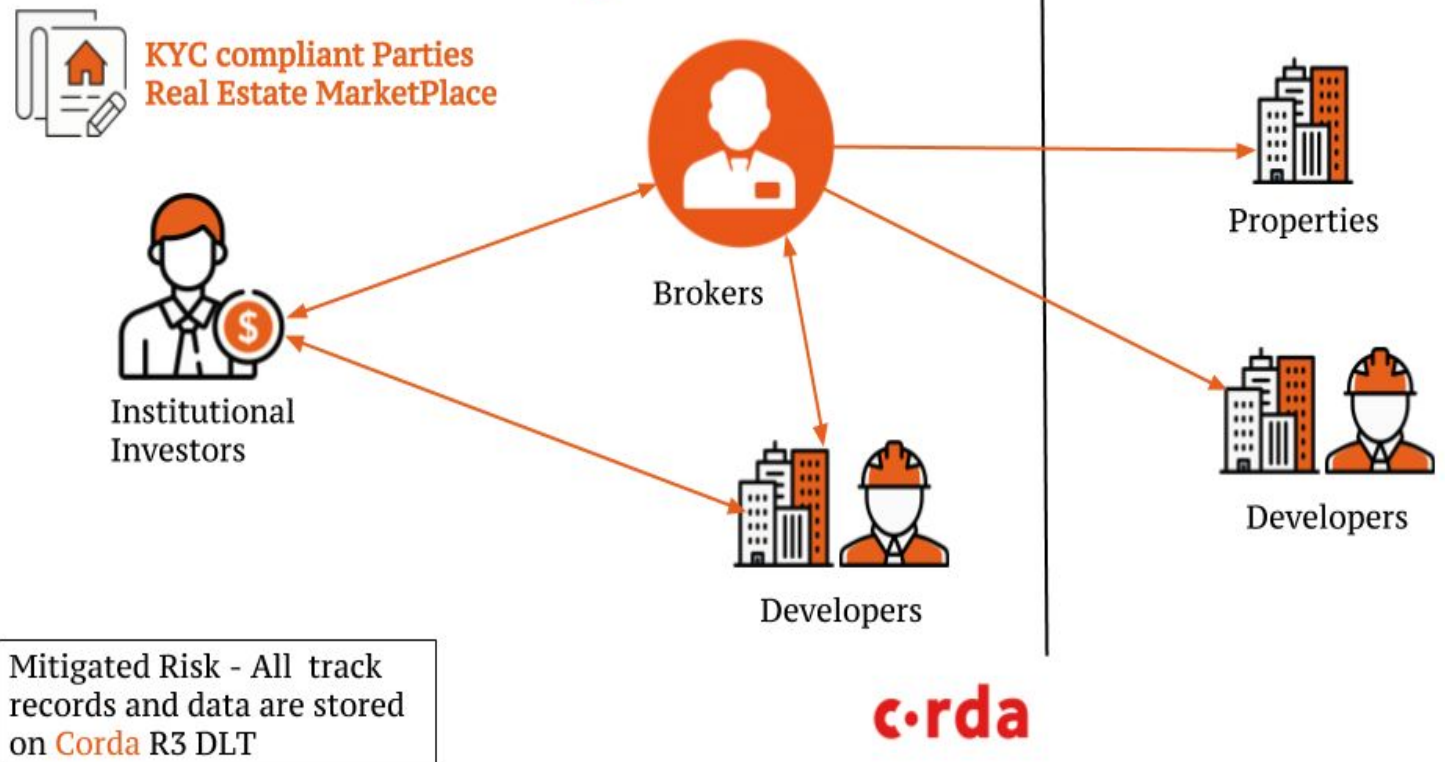 KYC compliant Parties
Real Estate MarketPlace
$
Properties
Brokers
Institutional
Investors
Developers
Developers
Mitigated Risk - All track
records and data are stored
on Corda R3 DLT
c•rda